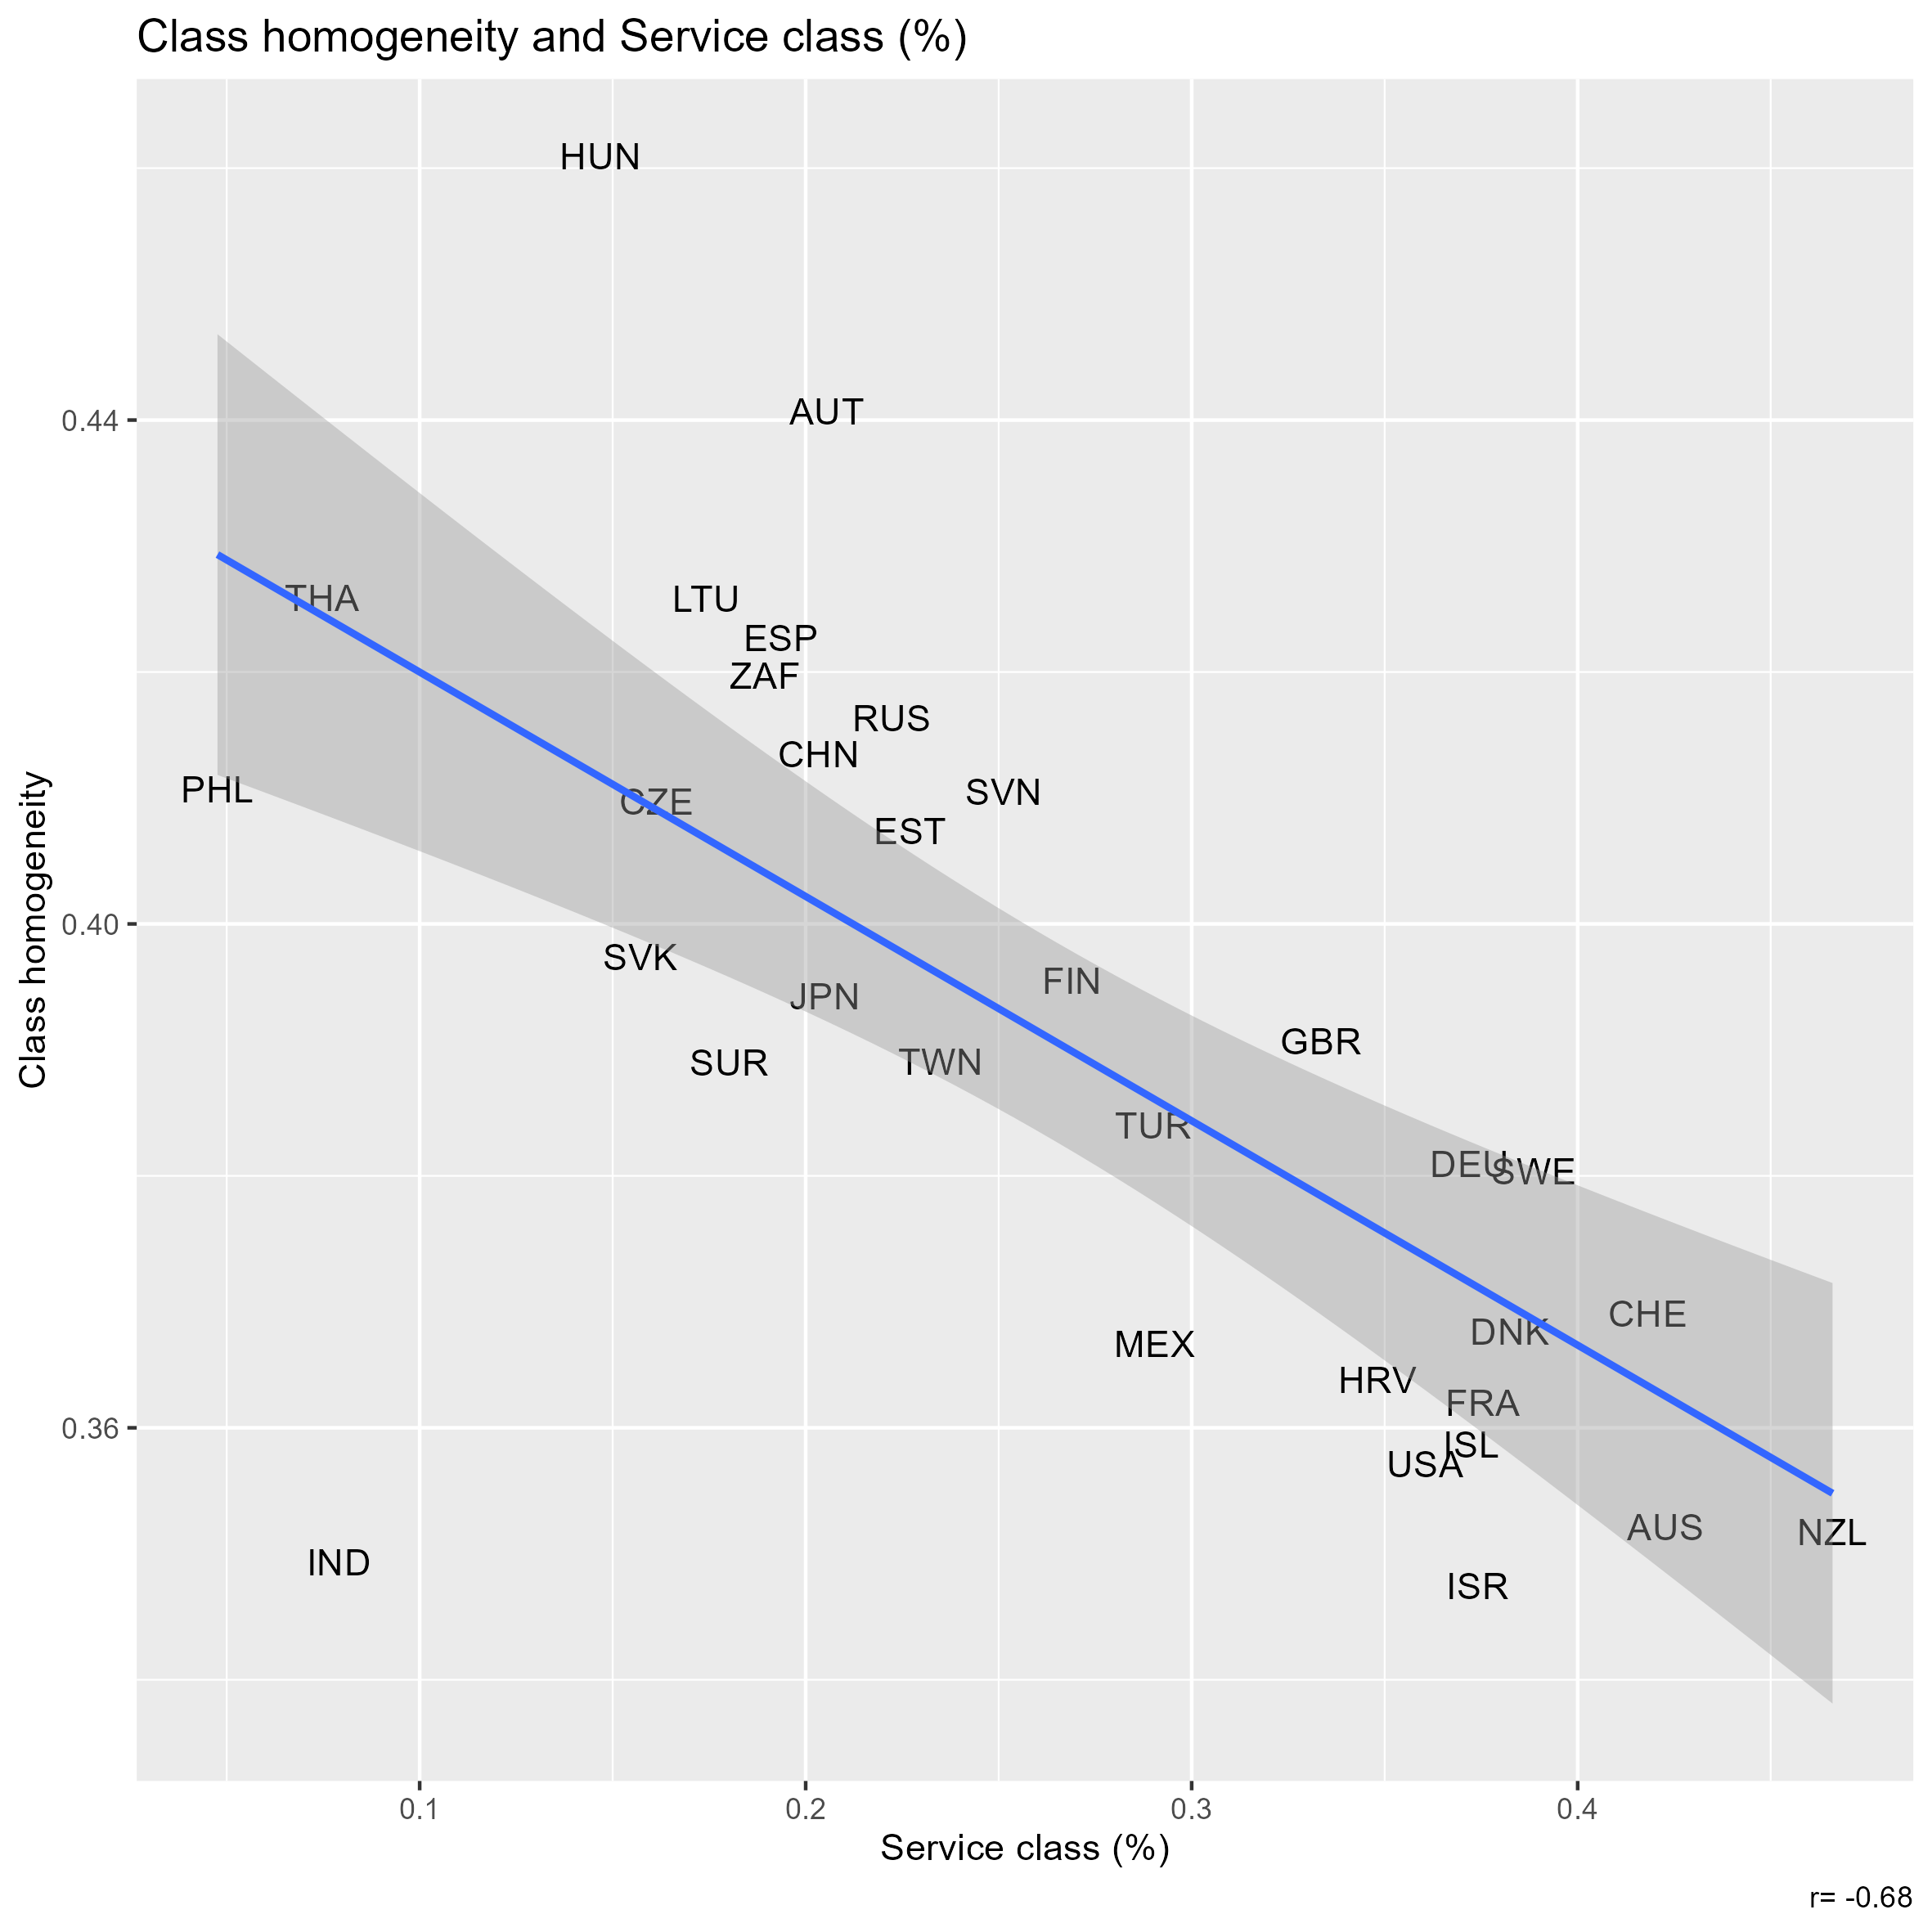 Class homogeneity and Service class (%)
HUN
0.44
AUT
THA
LTU
ESP
ZAF
RUS
CHN
PHL
CZE
SVN
EST
0.40
SVK
FIN
JPN
GBR
SUR
TWN
TUR
DEU
SWE
CHE
DNK
MEX
HRV
FRA
0.36
ISL
USA
AUS
NZL
IND
ISR
Class homogeneity
0.1 0.2 0.3 0.4
Service class (%)
r= -0.68